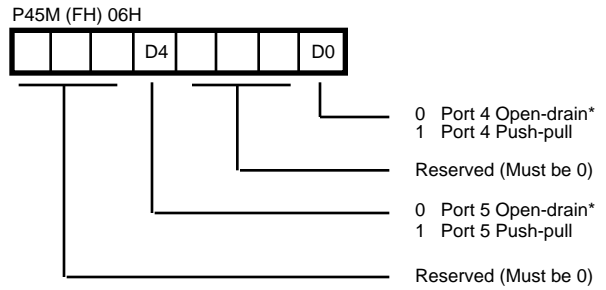 P45M (FH) 06H
D4 D0
0 Port 4 Open-drain*
1 Port 4 Push-pull
Reserved (Must be 0)
0 Port 5 Open-drain*
1 Port 5 Push-pull
Reserved (Must be 0)